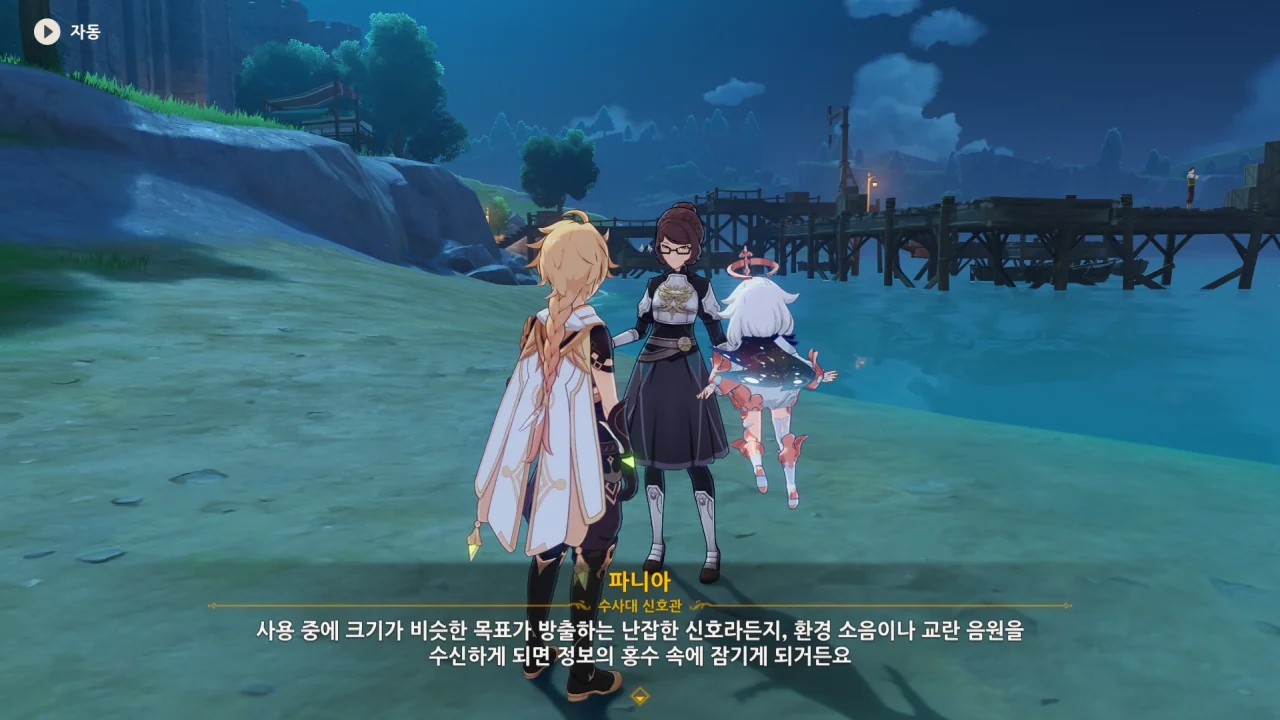 자동
파니아
수사대 신호관
사용 중에 크기가 비슷한 목표가 방출하는 난잡한 신호라든지, 환경 소음이나 교란 음원을
수신하게 되면 정보의 홍수 속에 잠기게 되거든요